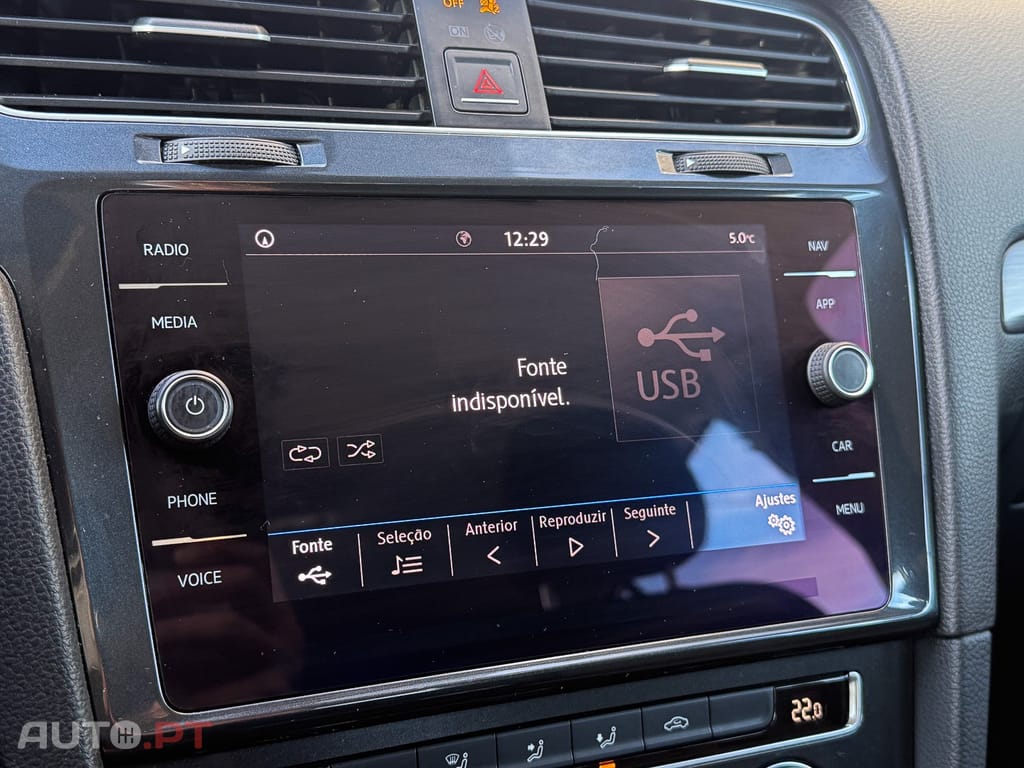 OFF
ON
RADIO
12:29
5.0°C
NAV
MEDIA
APP
USB
Fonte
indisponível.
PHONE
CAR
MENU
VOICE
Fonte
Seleção
Anterior
Reproduzir
Seguinte
Ajustes
22.0
AUTO.PT